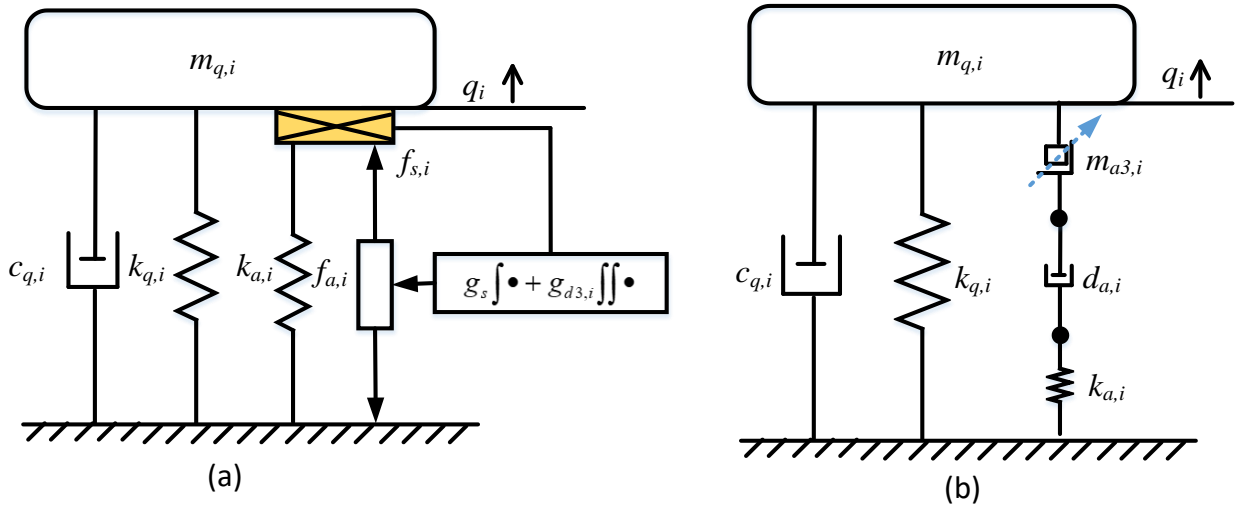 m_{q,i}
q_i
f_{s,i}
c_{q,i} k_{q,i} k_{a,i} f_{a,i}
g_s ∫ • + g_{d3,i} ∬ •
(a)
m_{q,i}
q_i
m_{a3,i}
c_{q,i} k_{q,i} d_{a,i}
k_{a,i}
(b)